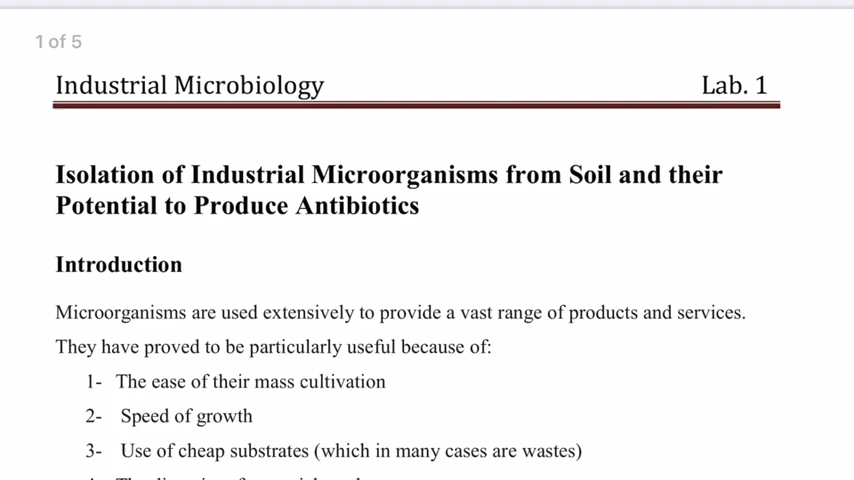 1 of 5
Industrial Microbiology Lab. 1
Isolation of Industrial Microorganisms from Soil and their
Potential to Produce Antibiotics
Introduction
Microorganisms are used extensively to provide a vast range of products and services.
They have proved to be particularly useful because of:
1- The ease of their mass cultivation
2- Speed of growth
3- Use of cheap substrates (which in many cases are wastes)